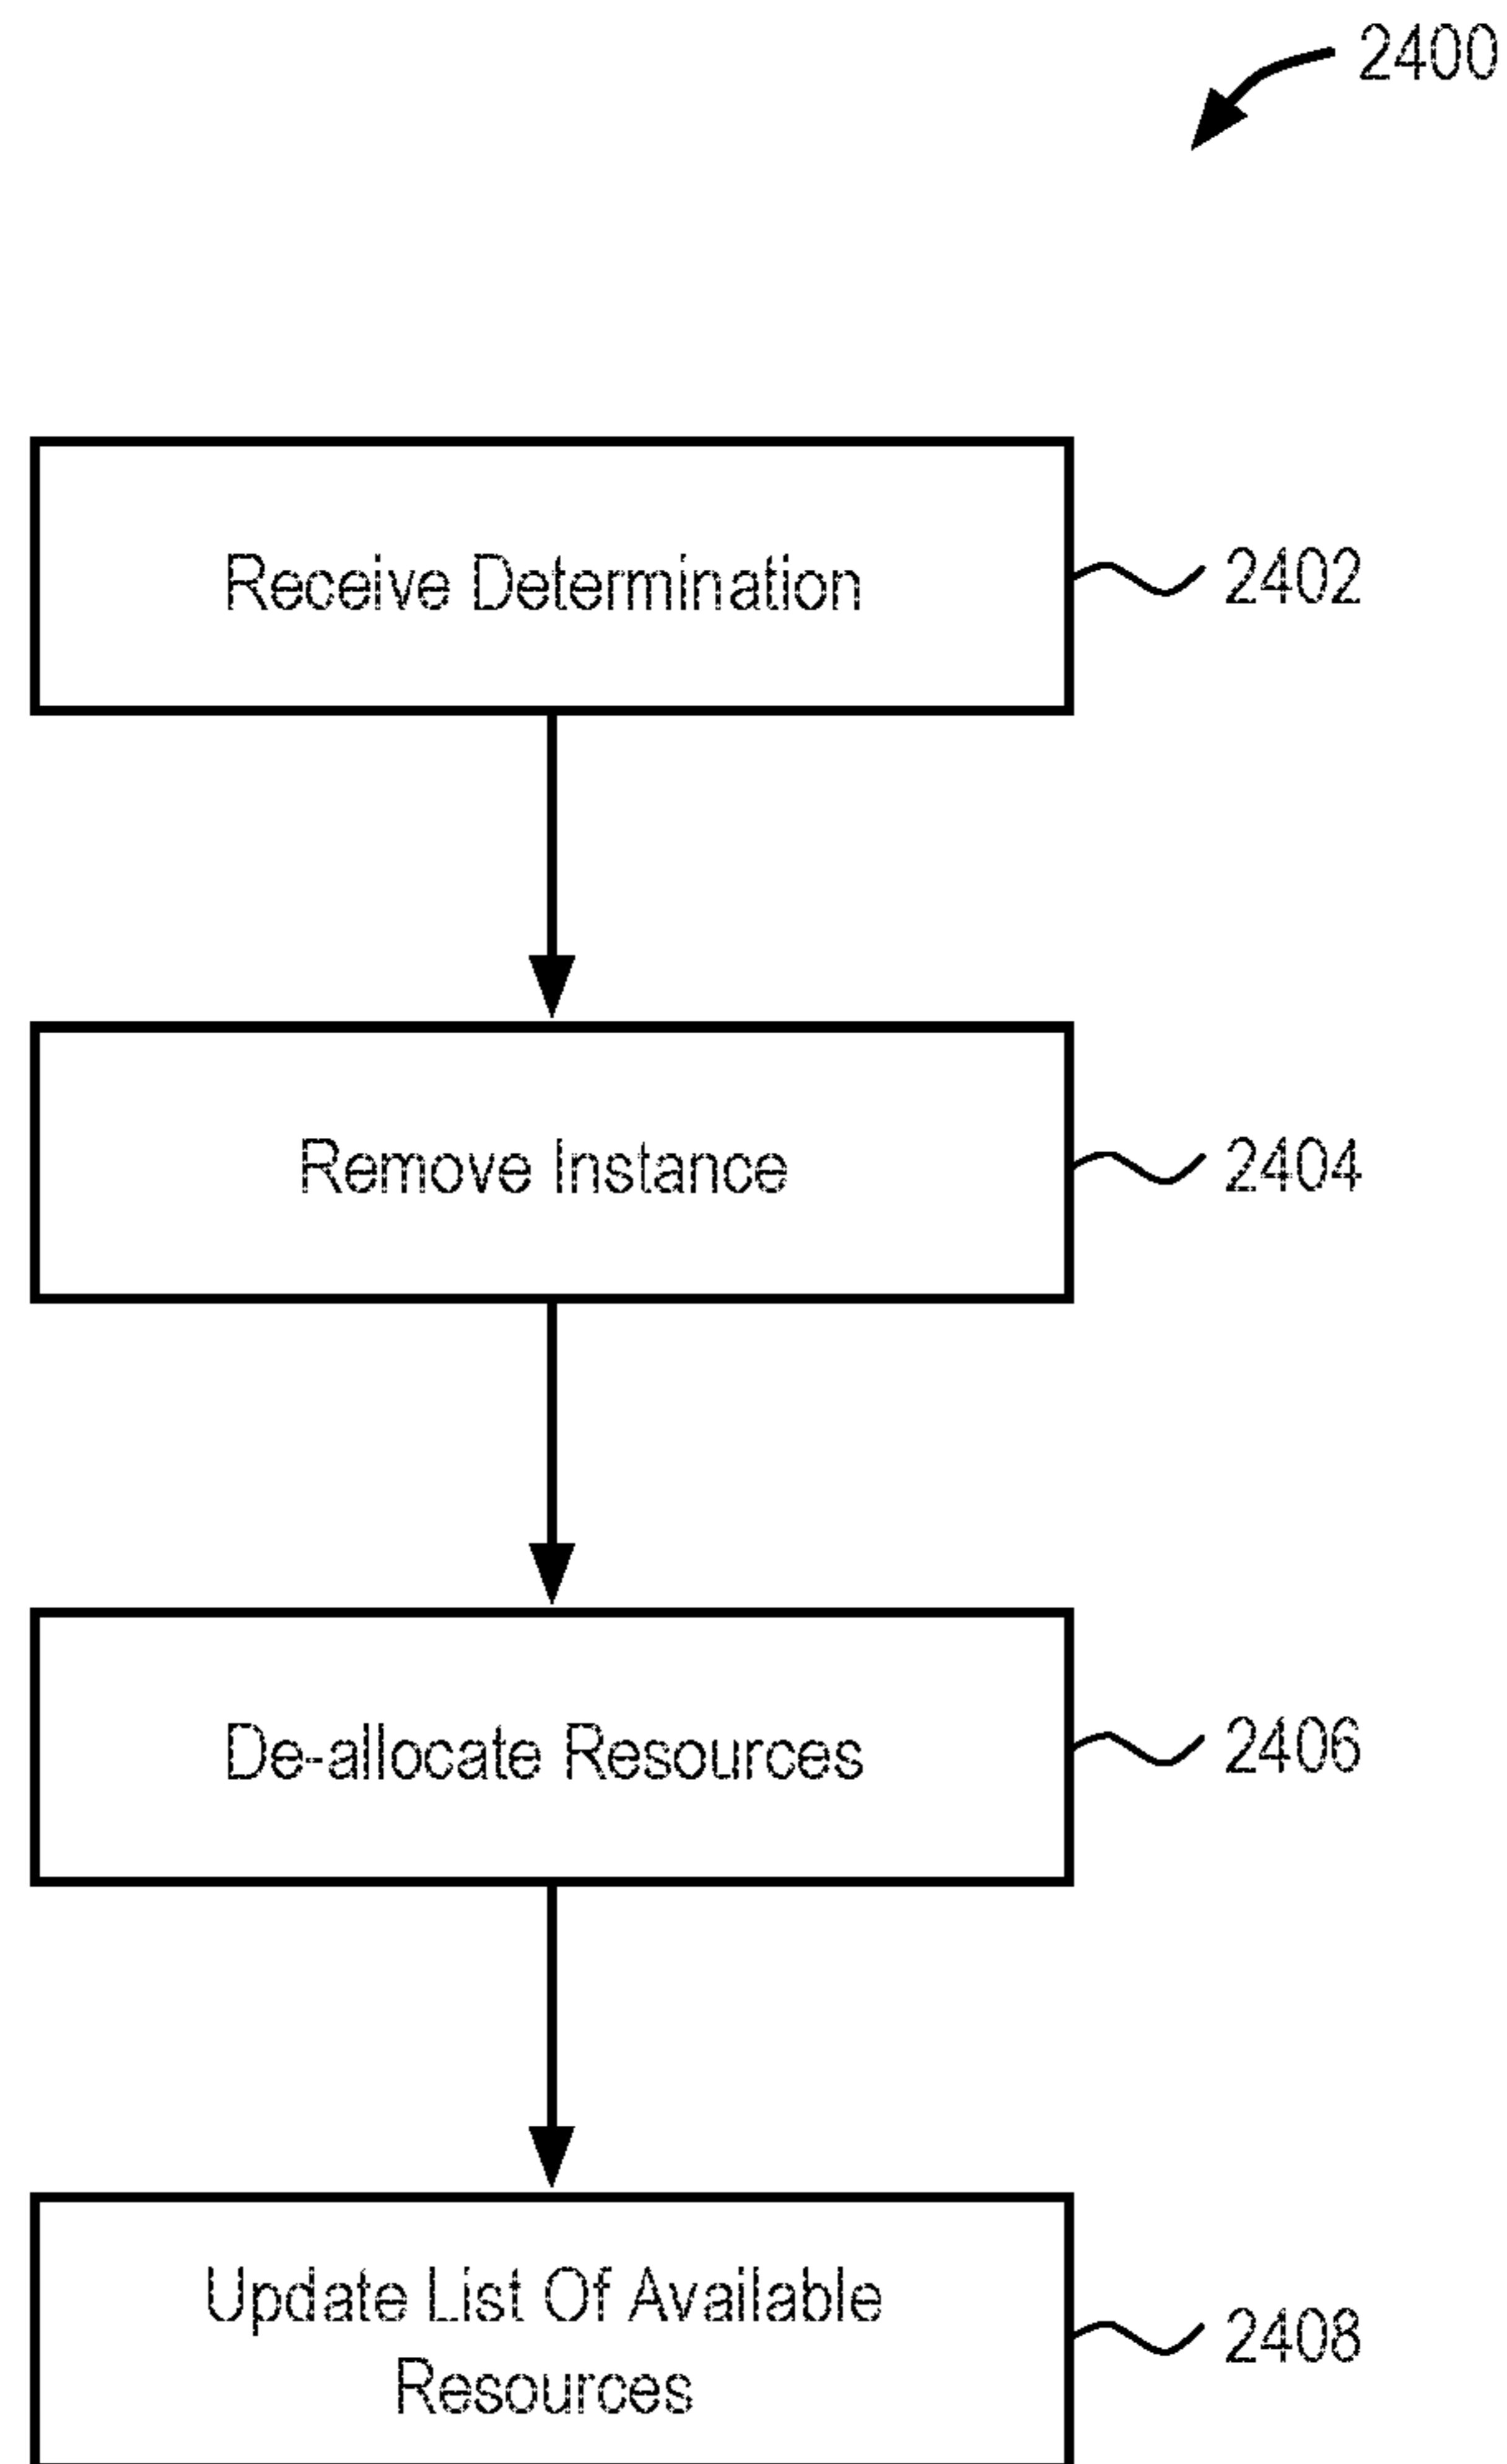 2400
Receive Determination
2402
Remove Instance
2404
De-allocate Resources
2406
Update List Of Available
Resources
2408